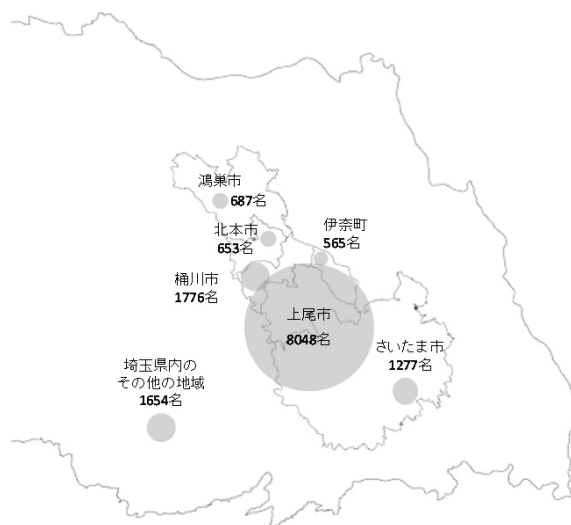 鴻巣市
687名
北本市
653名
伊奈町
565名
桶川市
1776名
上尾市
8048名
さいたま市
1277名
埼玉県内の
その他の地域
1654名